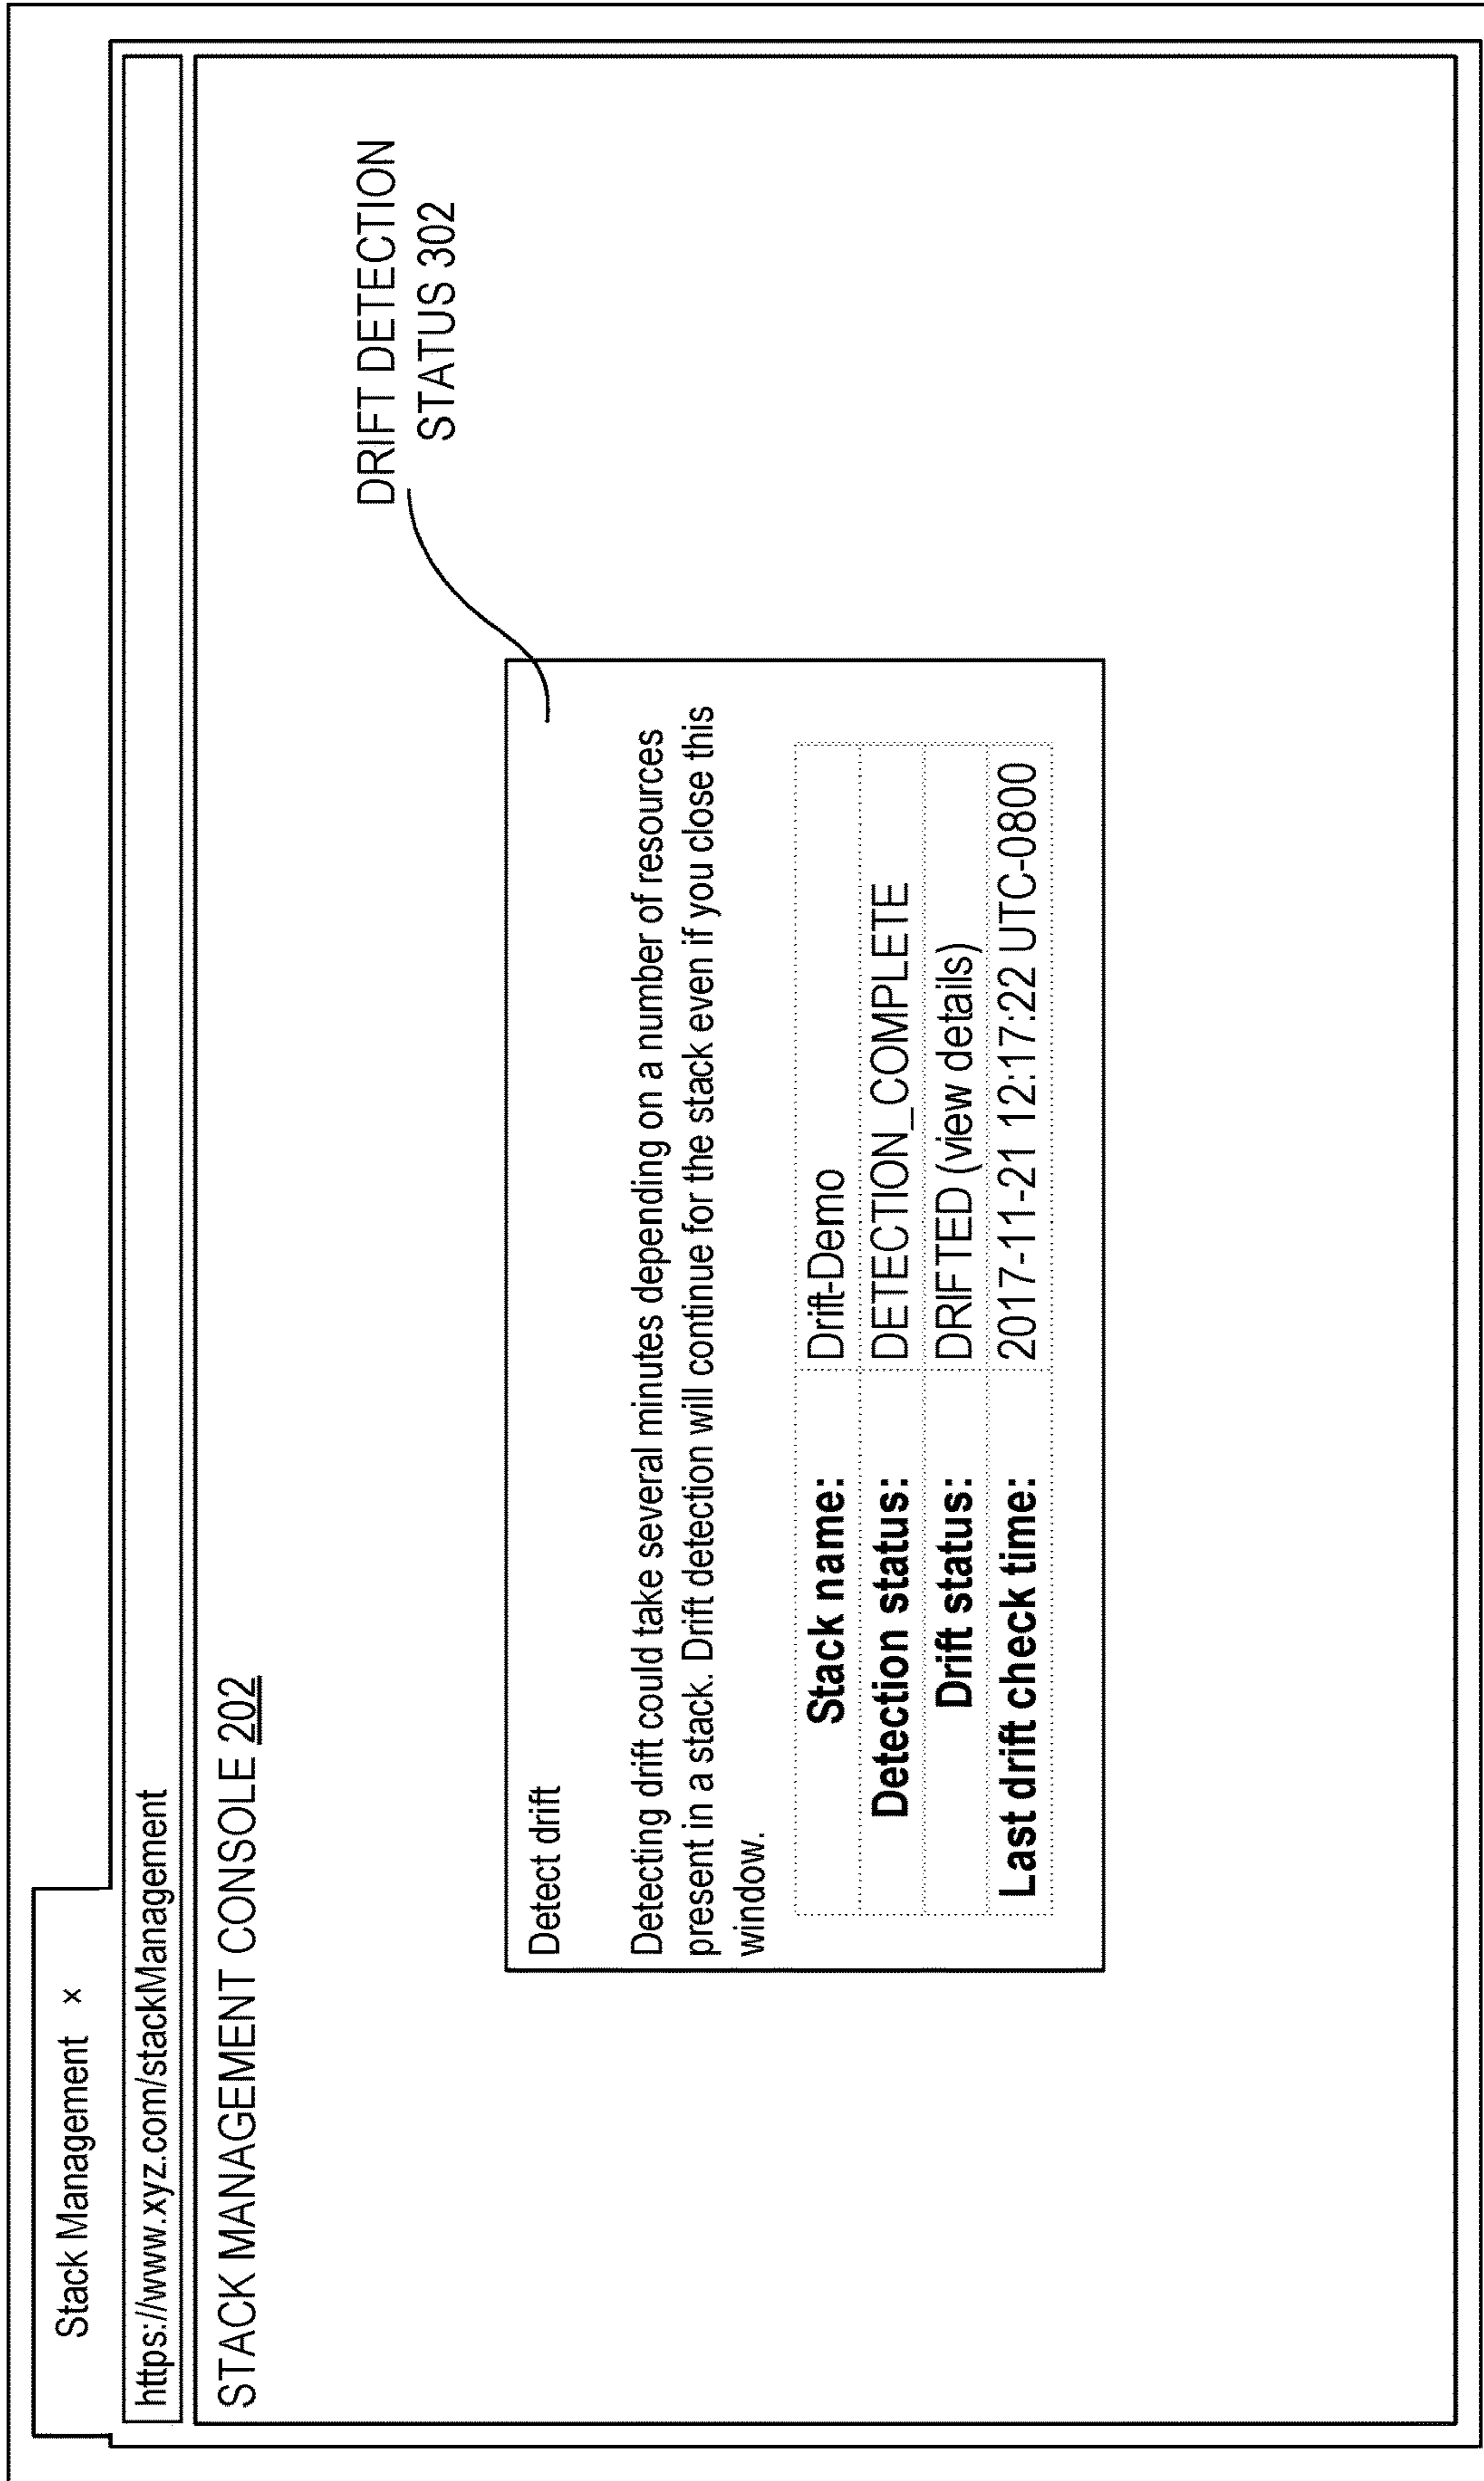 Stack Management ×
https://www.xyz.com/stackManagement
STACK MANAGEMENT CONSOLE 202
DRIFT DETECTION
STATUS 302
Detect drift
Detecting drift could take several minutes depending on a number of resources
present in a stack. Drift detection will continue for the stack even if you close this
window.
Stack name: Drift-Demo
Detection status: DETECTION_COMPLETE
Drift status: DRIFTED (view details)
Last drift check time: 2017-11-21 12:17:22 UTC-0800